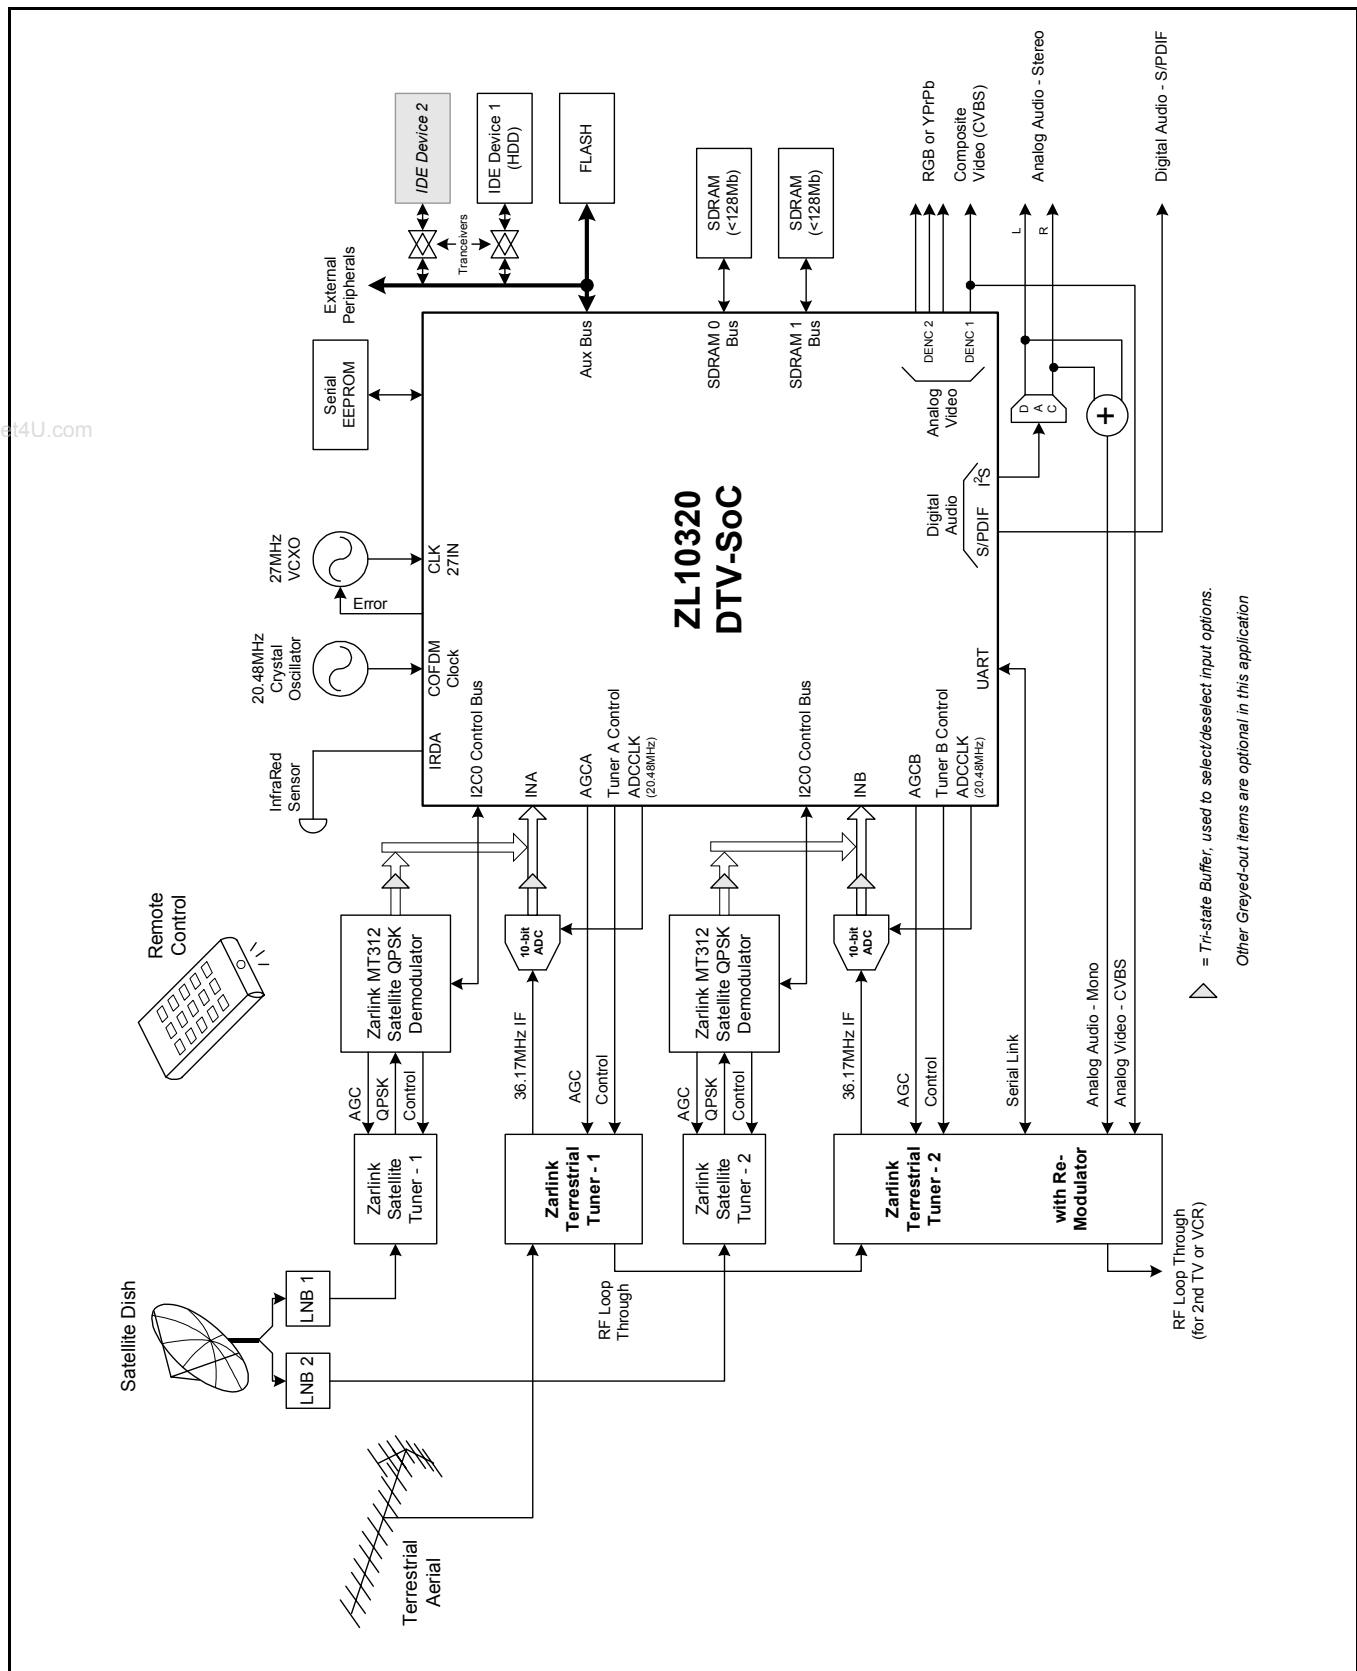 Satellite Dish
LNB 1
LNB 2
Terrestrial
Aerial
Remote
Control
Zarlink
Satellite
Tuner - 1
AGC
QPSK
Control
Zarlink MT312
Satellite QPSK
Demodulator
Zarlink
Terrestrial
Tuner - 1
36.17MHz IF
AGC
Control
10-bit
ADC
RF Loop
Through
Zarlink
Satellite
Tuner - 2
AGC
QPSK
Control
Zarlink MT312
Satellite QPSK
Demodulator
Zarlink
Terrestrial
Tuner - 2
with Re-
Modulator
36.17MHz IF
AGC
Control
10-bit
ADC
Serial Link
Analog Audio - Mono
Analog Video - CVBS
RF Loop Through
(for 2nd TV or VCR)
InfraRed
Sensor
20.48MHz
Crystal
Oscillator
27MHz
VCXO
Error
Serial
EEPROM
External
Peripherals
IRDA
COFDM
Clock
CLK
27IN
I2C0 Control Bus
INA
AGCA
Tuner A Control
ADCCLK
(20.48MHz)
I2C0 Control Bus
INB
AGCB
Tuner B Control
ADCCLK
(20.48MHz)
ZL10320
DTV-SoC
UART
Digital
Audio
S/PDIF
I²S
Analog
Video
DENC 2
DENC 1
Aux Bus
SDRAM 0
Bus
SDRAM 1
Bus
IDE Device 2
IDE Device 1
(HDD)
Tranceivers
FLASH
SDRAM
(<128Mb)
SDRAM
(<128Mb)
RGB or YPrPb
Composite
Video (CVBS)
D
A
C
+
L
R
Analog Audio - Stereo
Digital Audio - S/PDIF
= Tri-state Buffer, used to select/deselect input options.
Other Greyed-out items are optional in this application
et4U.com